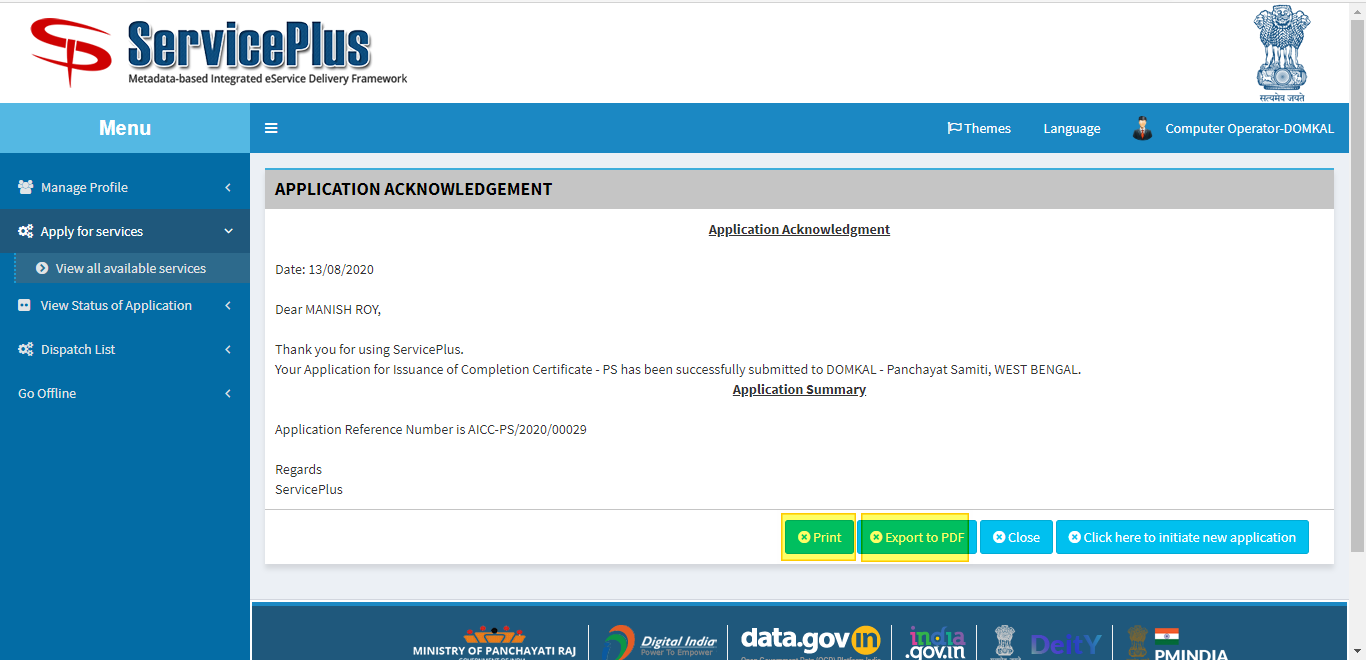 ServicePlus
Metadata-based Integrated eService Delivery Framework
सत्यमेव जयते
Menu
Themes
Language
Computer Operator-DOMKAL
Manage Profile
Apply for services
View all available services
View Status of Application
Dispatch List
Go Offline
APPLICATION ACKNOWLEDGEMENT
Application Acknowledgment
Date: 13/08/2020
Dear MANISH ROY,
Thank you for using ServicePlus.
Your Application for Issuance of Completion Certificate - PS has been successfully submitted to DOMKAL - Panchayat Samiti, WEST BENGAL.
Application Summary
Application Reference Number is AICC-PS/2020/00029
Regards
ServicePlus
Print
Export to PDF
Close
Click here to initiate new application
MINISTRY OF PANCHAYATI RAJ
Digital India
Power To Empower
data.gov in
india
.gov.in
DeitY
PMINDIA